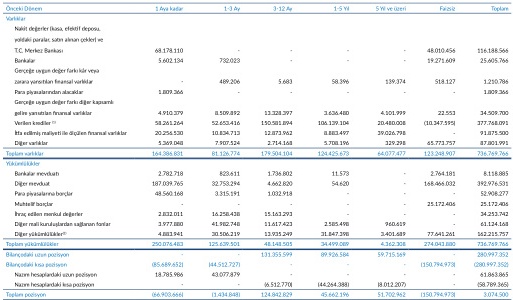 Önceki Dönem 1 Aya kadar 1-3 Ay 3-12 Ay 1-5 Yıl 5 Yıl ve üzeri Faizsiz Toplam
Varlıklar
Nakit değerler (kasa, efektif deposu,
yoldaki paralar, satın alınan çekler) ve
T.C. Merkez Bankası 68.178.110 - - - - 48.010.456 116.188.566
Bankalar 5.602.134 732.023 - - - 19.271.609 25.605.766
Gerçeğe uygun değer farkı kâr veya
zarara yansıtılan finansal varlıklar - 489.206 5.683 58.396 139.374 518.127 1.210.786
Para piyasalarından alacaklar 1.809.366 - - - - - 1.809.366
Gerçeğe uygun değer farkı diğer kapsamlı
gelire yansıtılan finansal varlıklar 4.910.379 8.509.892 13.328.397 3.636.480 4.101.999 22.553 34.509.700
Verilen krediler 58.261.264 52.653.416 150.581.894 106.139.104 20.480.008 (10.347.595) 377.768.091
İtfa edilmiş maliyeti ile ölçülen finansal varlıklar 20.256.530 10.834.713 12.873.962 8.883.497 39.026.798 - 91.875.500
Diğer varlıklar 5.369.048 7.907.524 2.714.168 5.708.196 329.298 65.773.757 87.801.991
Toplam varlıklar 164.386.831 81.126.774 179.504.104 124.425.673 64.077.477 123.248.907 736.769.766
Yükümlülükler
Bankalar mevduatı 2.782.718 823.611 1.736.802 11.573 - 2.764.181 8.118.885
Diğer mevduat 187.039.765 32.753.294 4.662.820 54.620 - 168.466.032 392.976.531
Para piyasalarına borçlar 48.560.168 3.315.191 1.032.918 - - - 52.908.277
Muhtelif borçlar - - - - - 25.172.406 25.172.406
İhraç edilen menkul değerler 2.832.011 16.258.438 15.163.293 - - - 34.253.742
Diğer mali kuruluşlardan sağlanan fonlar 3.977.880 41.982.748 11.617.423 2.585.498 960.619 - 61.124.168
Diğer yükümlülükler 4.883.941 30.506.219 13.935.249 31.847.398 3.401.689 77.641.261 162.215.757
Toplam yükümlülükler 250.076.483 125.639.501 48.148.505 34.499.089 4.362.308 274.043.880 736.769.766
Bilançodaki uzun pozisyon - - 131.355.599 89.926.584 59.715.169 - 280.997.352
Bilançodaki kısa pozisyon (85.689.652) (44.512.727) - - - (150.794.973) (280.997.352)
Nazım hesaplardaki uzun pozisyon 18.785.986 43.077.879 - - - - 61.863.865
Nazım hesaplardaki kısa pozisyon - - (6.512.770) (44.264.388) (8.012.207) - (58.789.365)
Toplam pozisyon (66.903.666) (1.434.848) 124.842.829 45.662.196 51.702.962 (150.794.973) 3.074.500